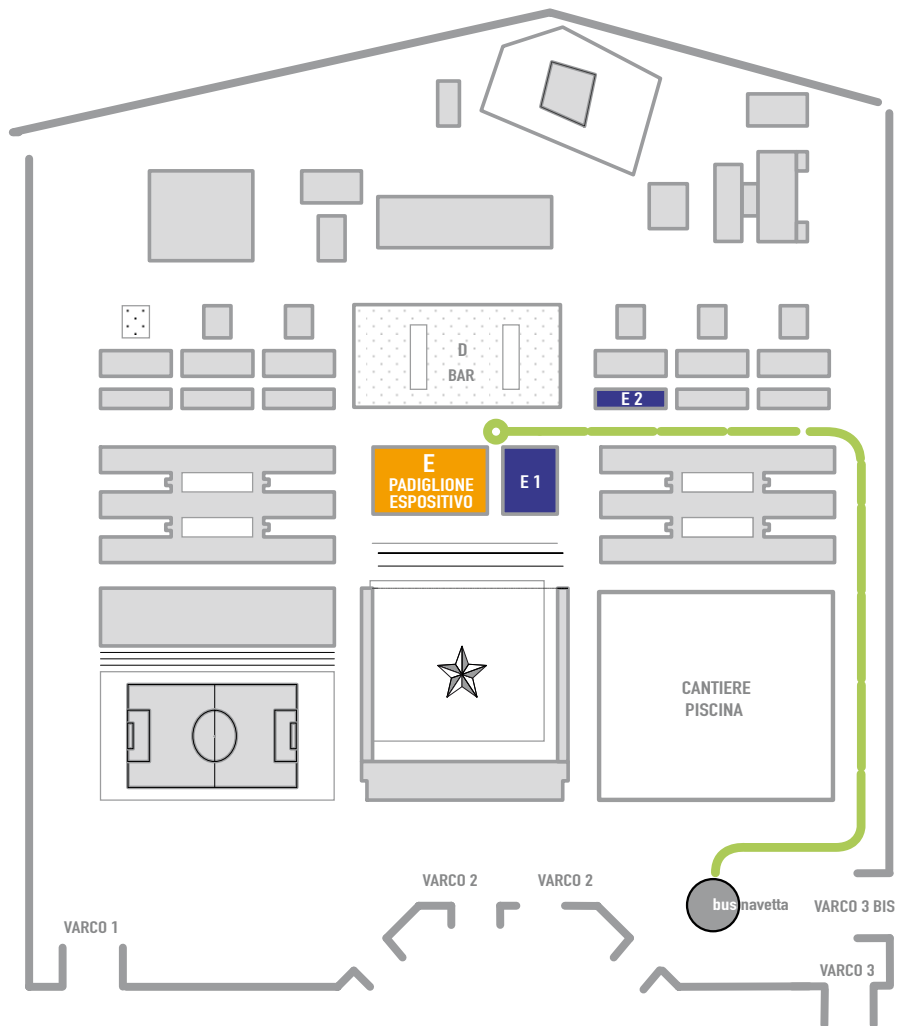 D
BAR
E 2
E
PADIGLIONE
ESPOSITIVO
E 1
CANTIERE
PISCINA
VARCO 2
VARCO 2
bus navetta
VARCO 3 BIS
VARCO 1
VARCO 3